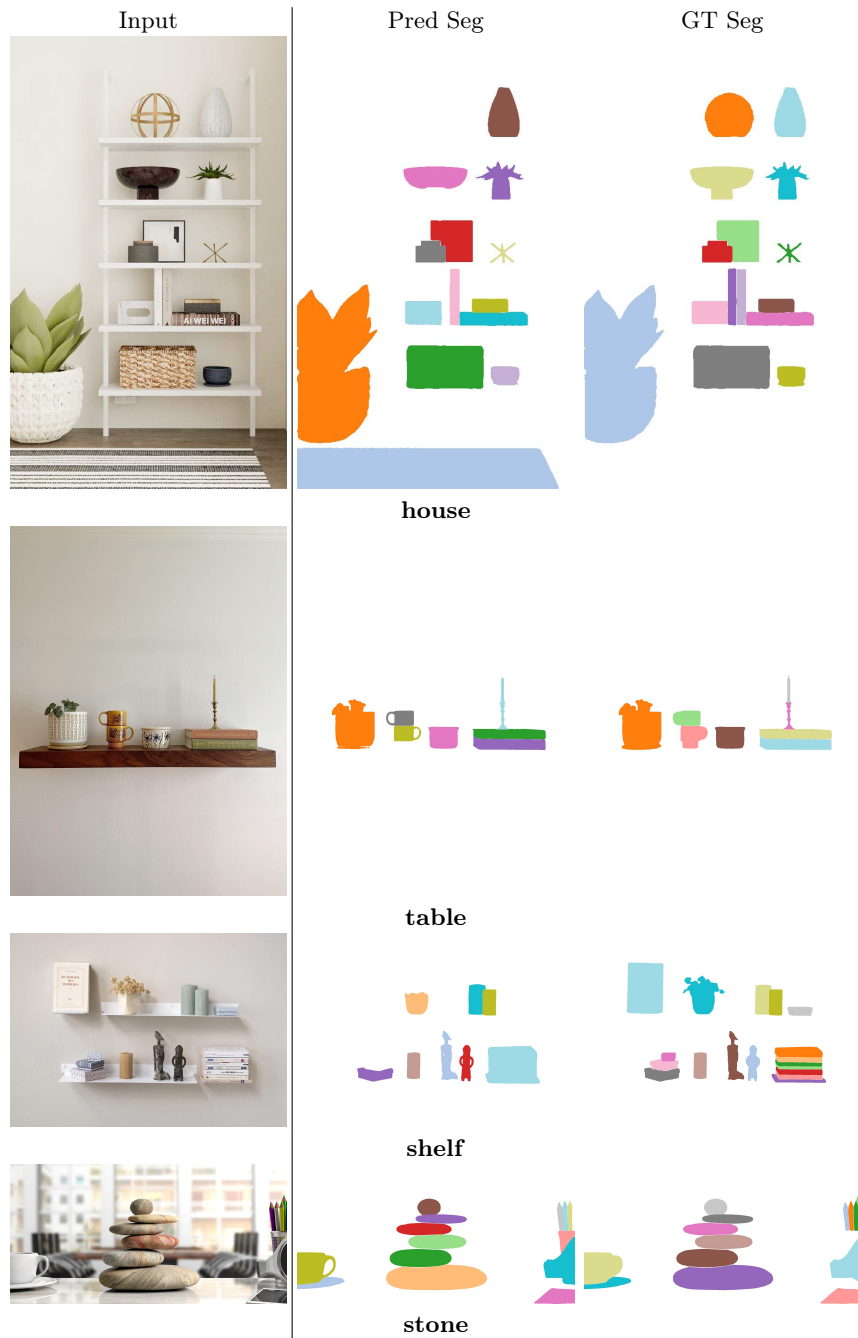 Input Pred Seg GT Seg
AI WEI WEI
house
table
shelf
stone